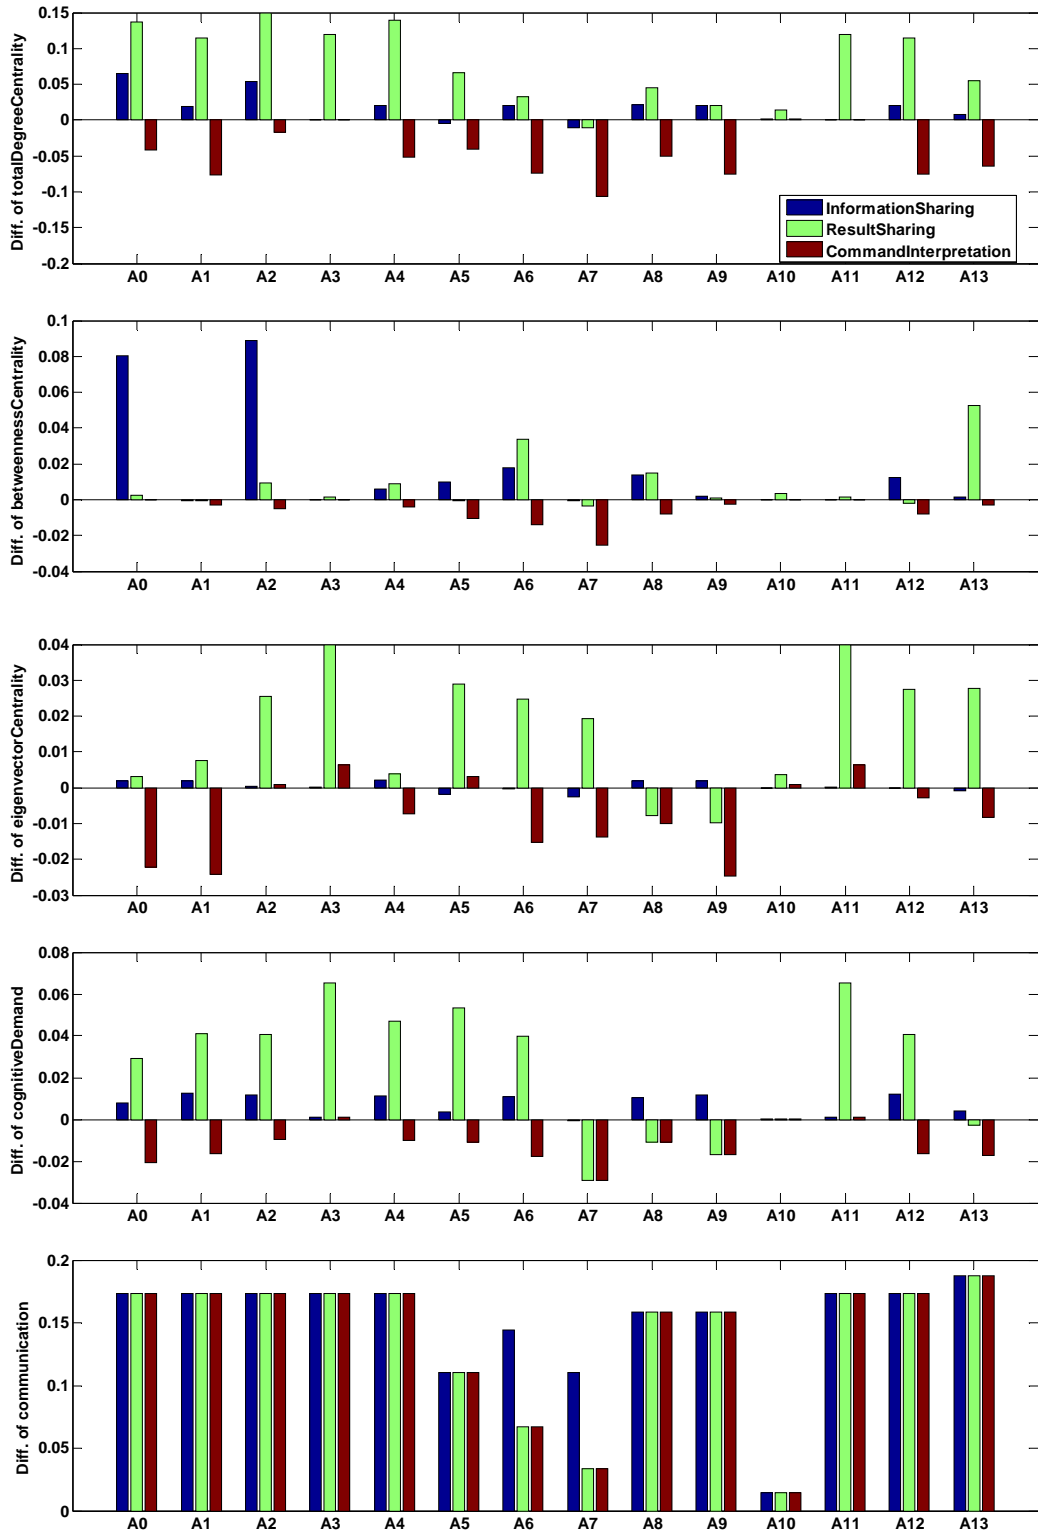 Diff. of totalDegreeCentrality
0.15
0.1
0.05
0
-0.05
-0.1
-0.15
-0.2
InformationSharing
ResultSharing
CommandInterpretation
A0 A1 A2 A3 A4 A5 A6 A7 A8 A9 A10 A11 A12 A13
Diff. of betweennessCentrality
0.1
0.08
0.06
0.04
0.02
0
-0.02
-0.04
A0 A1 A2 A3 A4 A5 A6 A7 A8 A9 A10 A11 A12 A13
Diff. of eigenvectorCentrality
0.04
0.03
0.02
0.01
0
-0.01
-0.02
-0.03
A0 A1 A2 A3 A4 A5 A6 A7 A8 A9 A10 A11 A12 A13
Diff. of cognitiveDemand
0.08
0.06
0.04
0.02
0
-0.02
-0.04
A0 A1 A2 A3 A4 A5 A6 A7 A8 A9 A10 A11 A12 A13
Diff. of communication
0.2
0.15
0.1
0.05
0
A0 A1 A2 A3 A4 A5 A6 A7 A8 A9 A10 A11 A12 A13